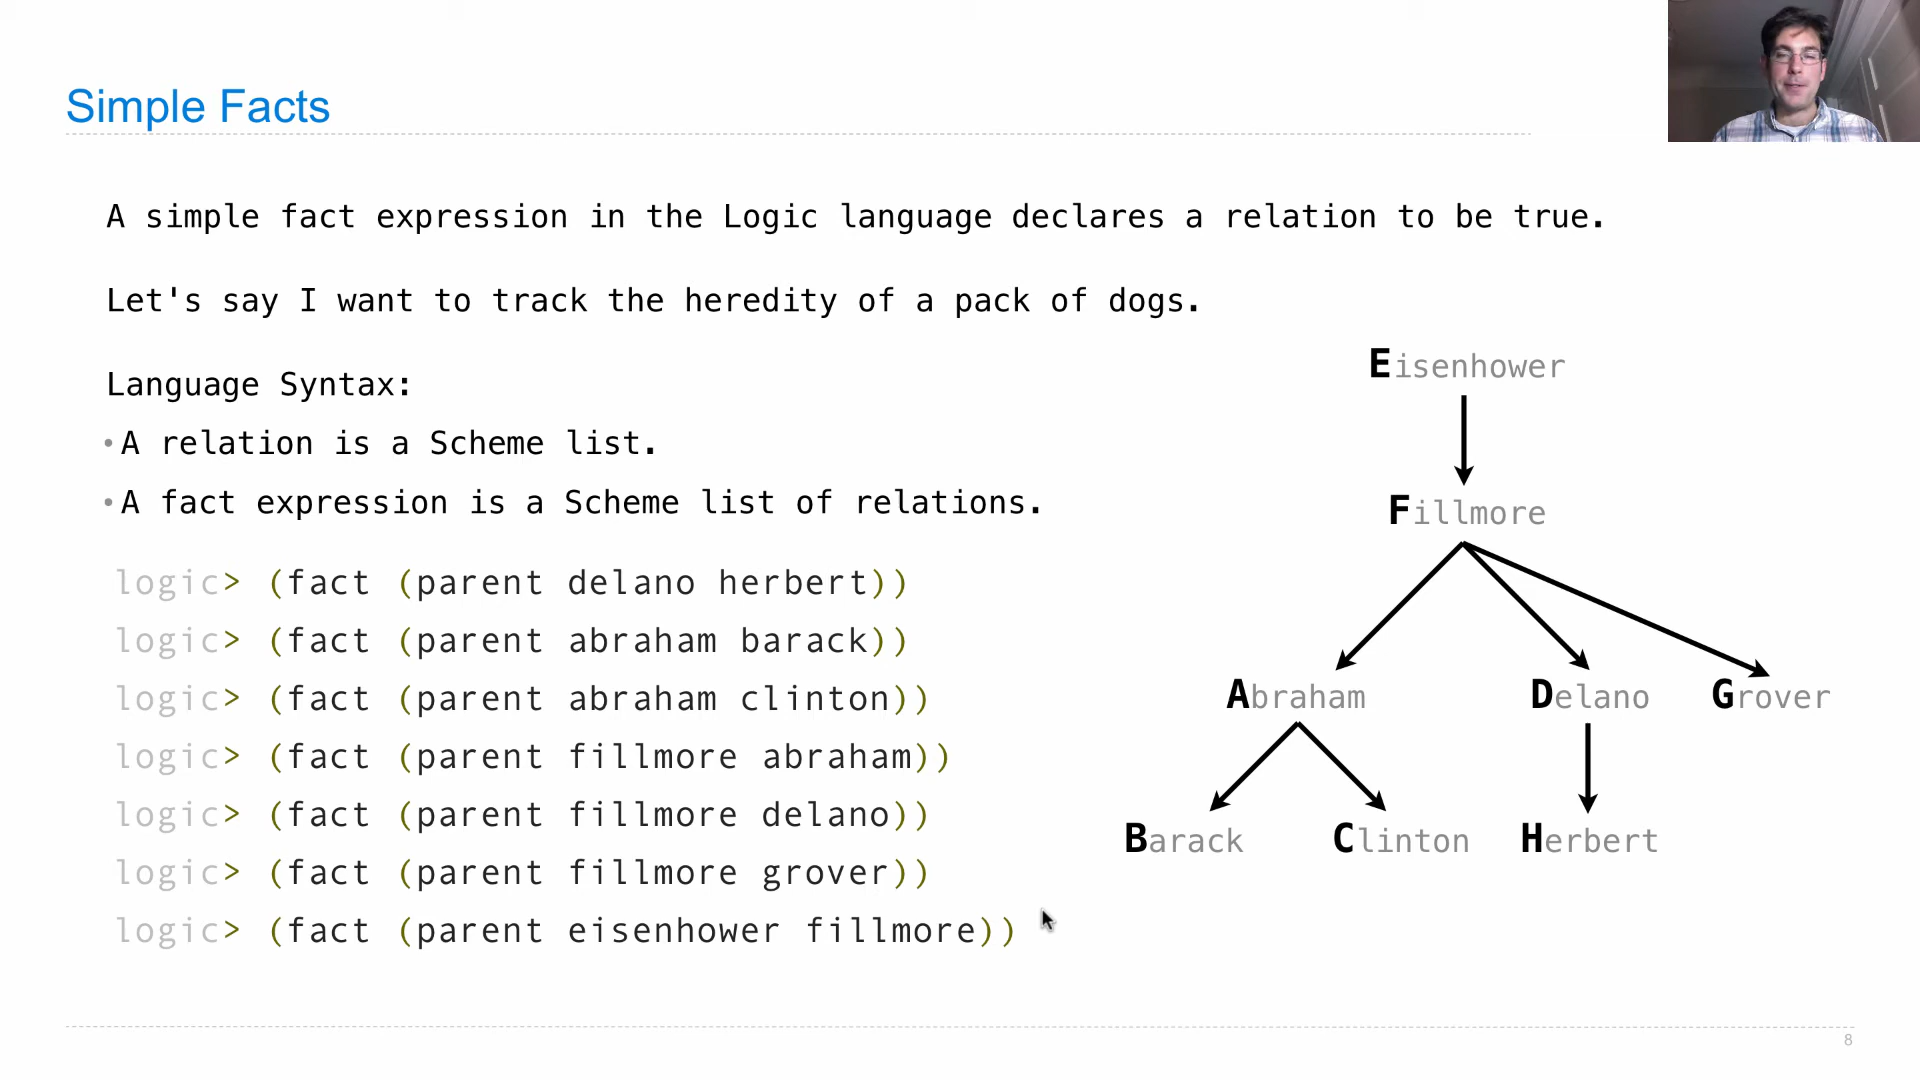 Simple Facts
A simple fact expression in the Logic language declares a relation to be true.
Let's say I want to track the heredity of a pack of dogs.
Language Syntax:
•A relation is a Scheme list.
•A fact expression is a Scheme list of relations.
logic> (fact (parent delano herbert))
logic> (fact (parent abraham barack))
logic> (fact (parent abraham clinton))
logic> (fact (parent fillmore abraham))
logic> (fact (parent fillmore delano))
logic> (fact (parent fillmore grover))
logic> (fact (parent eisenhower fillmore))
Eisenhower
Fillmore
Abraham Delano Grover
Barack Clinton Herbert
8